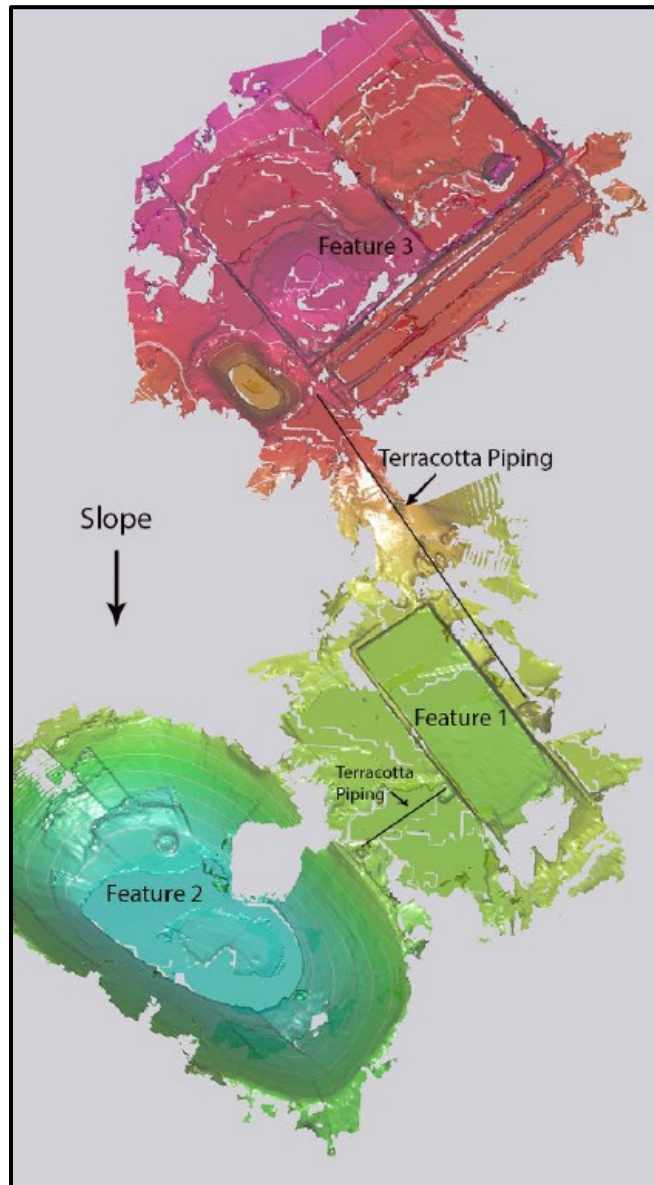 Feature 3
Terracotta Piping
Slope
Feature 1
Terracotta
Piping
Feature 2